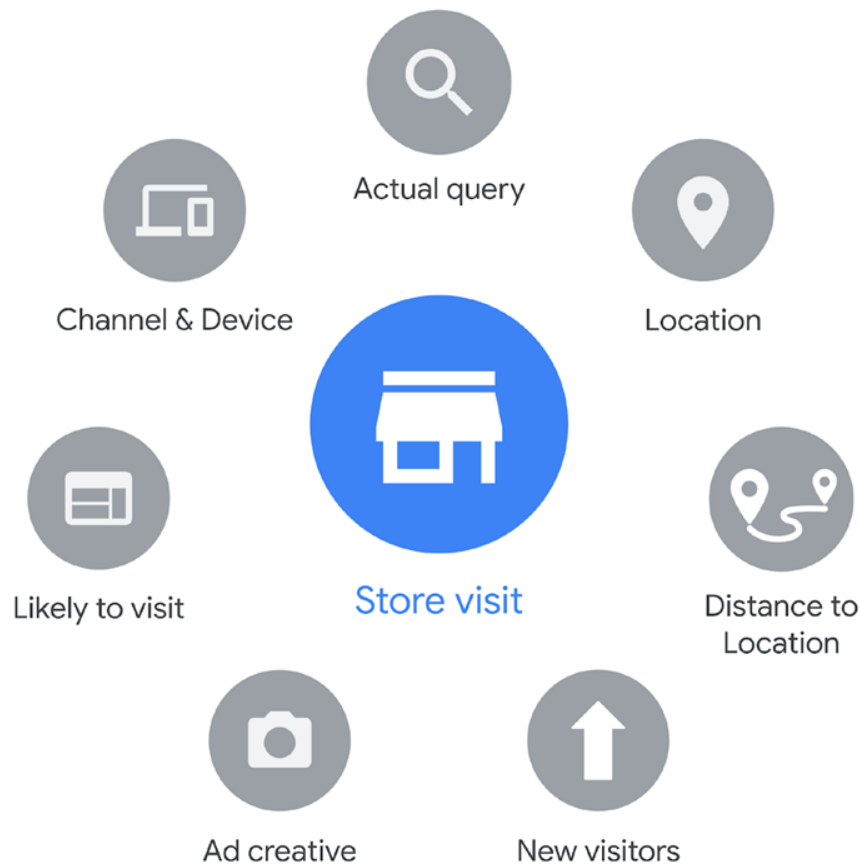 Actual query
Channel & Device
Location
Likely to visit
Store visit
Distance to
Location
Ad creative
New visitors